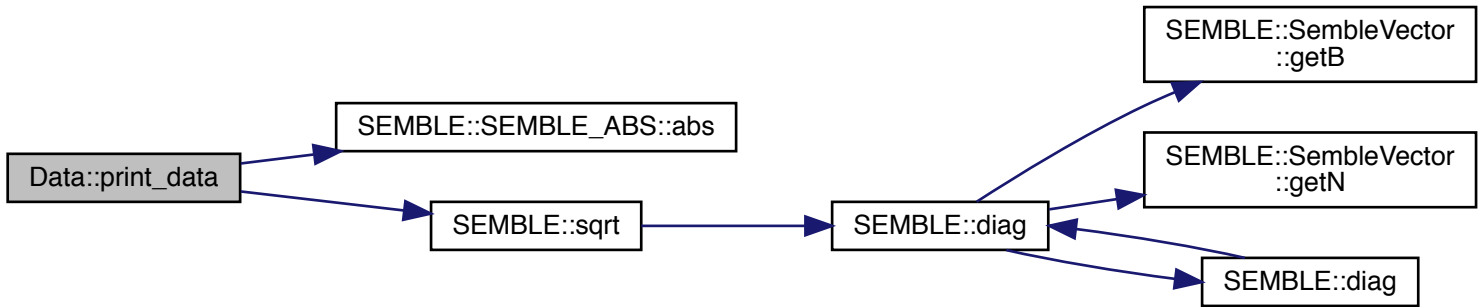 Data::print_data
SEMBLE::SEMBLE_ABS::abs
SEMBLE::sqrt
SEMBLE::diag
SEMBLE::SembleVector
::getB
SEMBLE::SembleVector
::getN
SEMBLE::diag